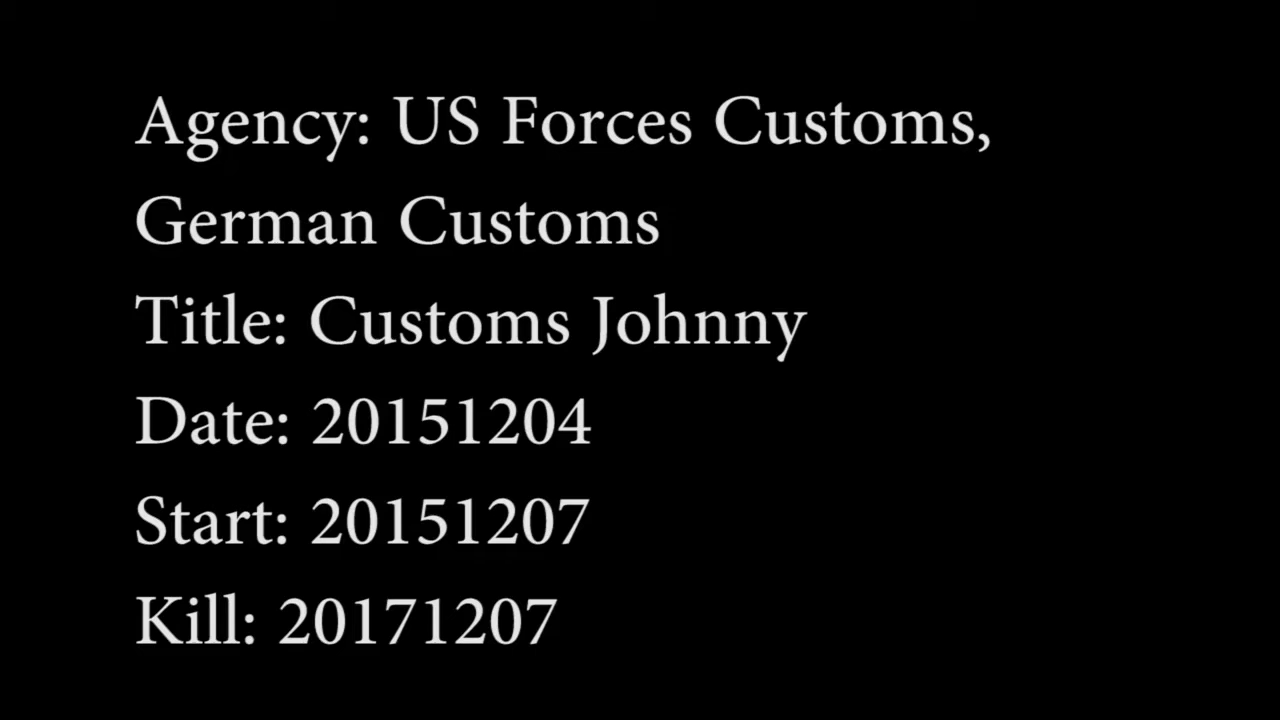 Agency: US Forces Customs,
German Customs
Title: Customs Johnny
Date: 20151204
Start: 20151207
Kill: 20171207